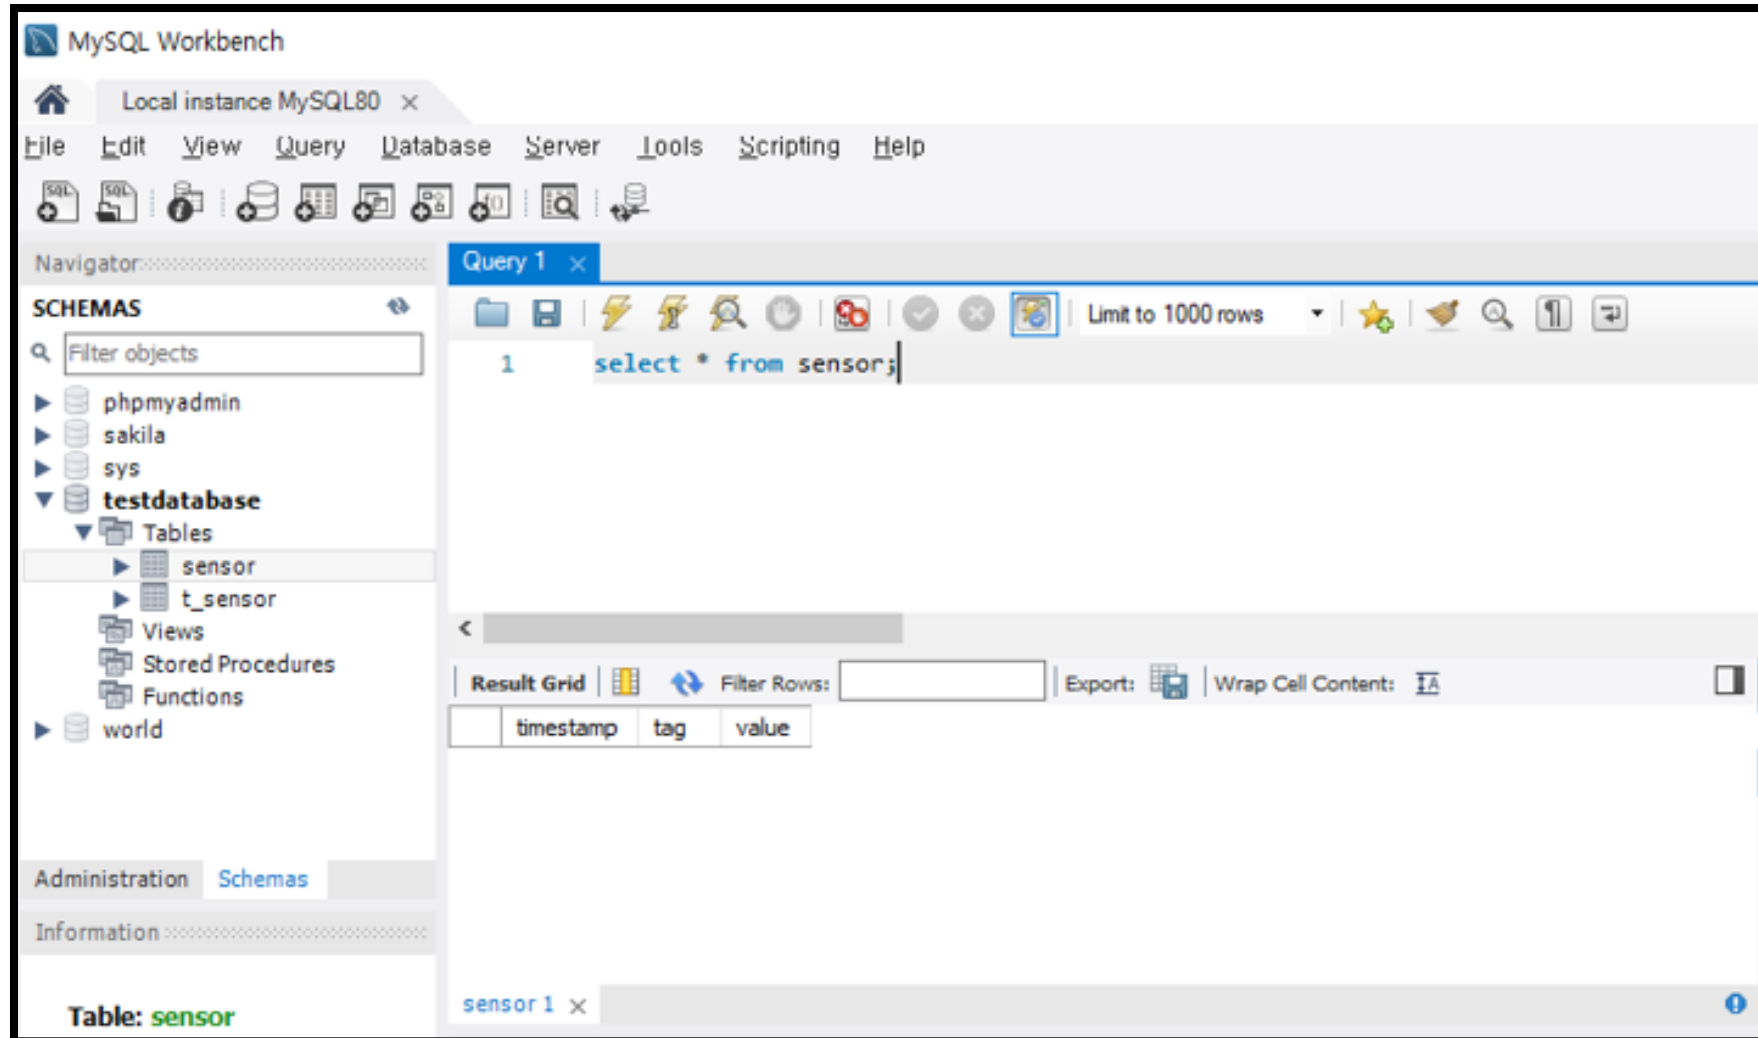 MySQL Workbench
Local instance MySQL80
File Edit View Query Database Server Tools Scripting Help
Navigator
SCHEMAS
Filter objects
phpmyadmin
sakila
sys
testdatabase
Tables
sensor
t_sensor
Views
Stored Procedures
Functions
world
Administration Schemas
Information
Table: sensor
Query 1
Limit to 1000 rows
1 select * from sensor;
Result Grid Filter Rows: Export: Wrap Cell Content: IA
timestamp tag value
sensor 1